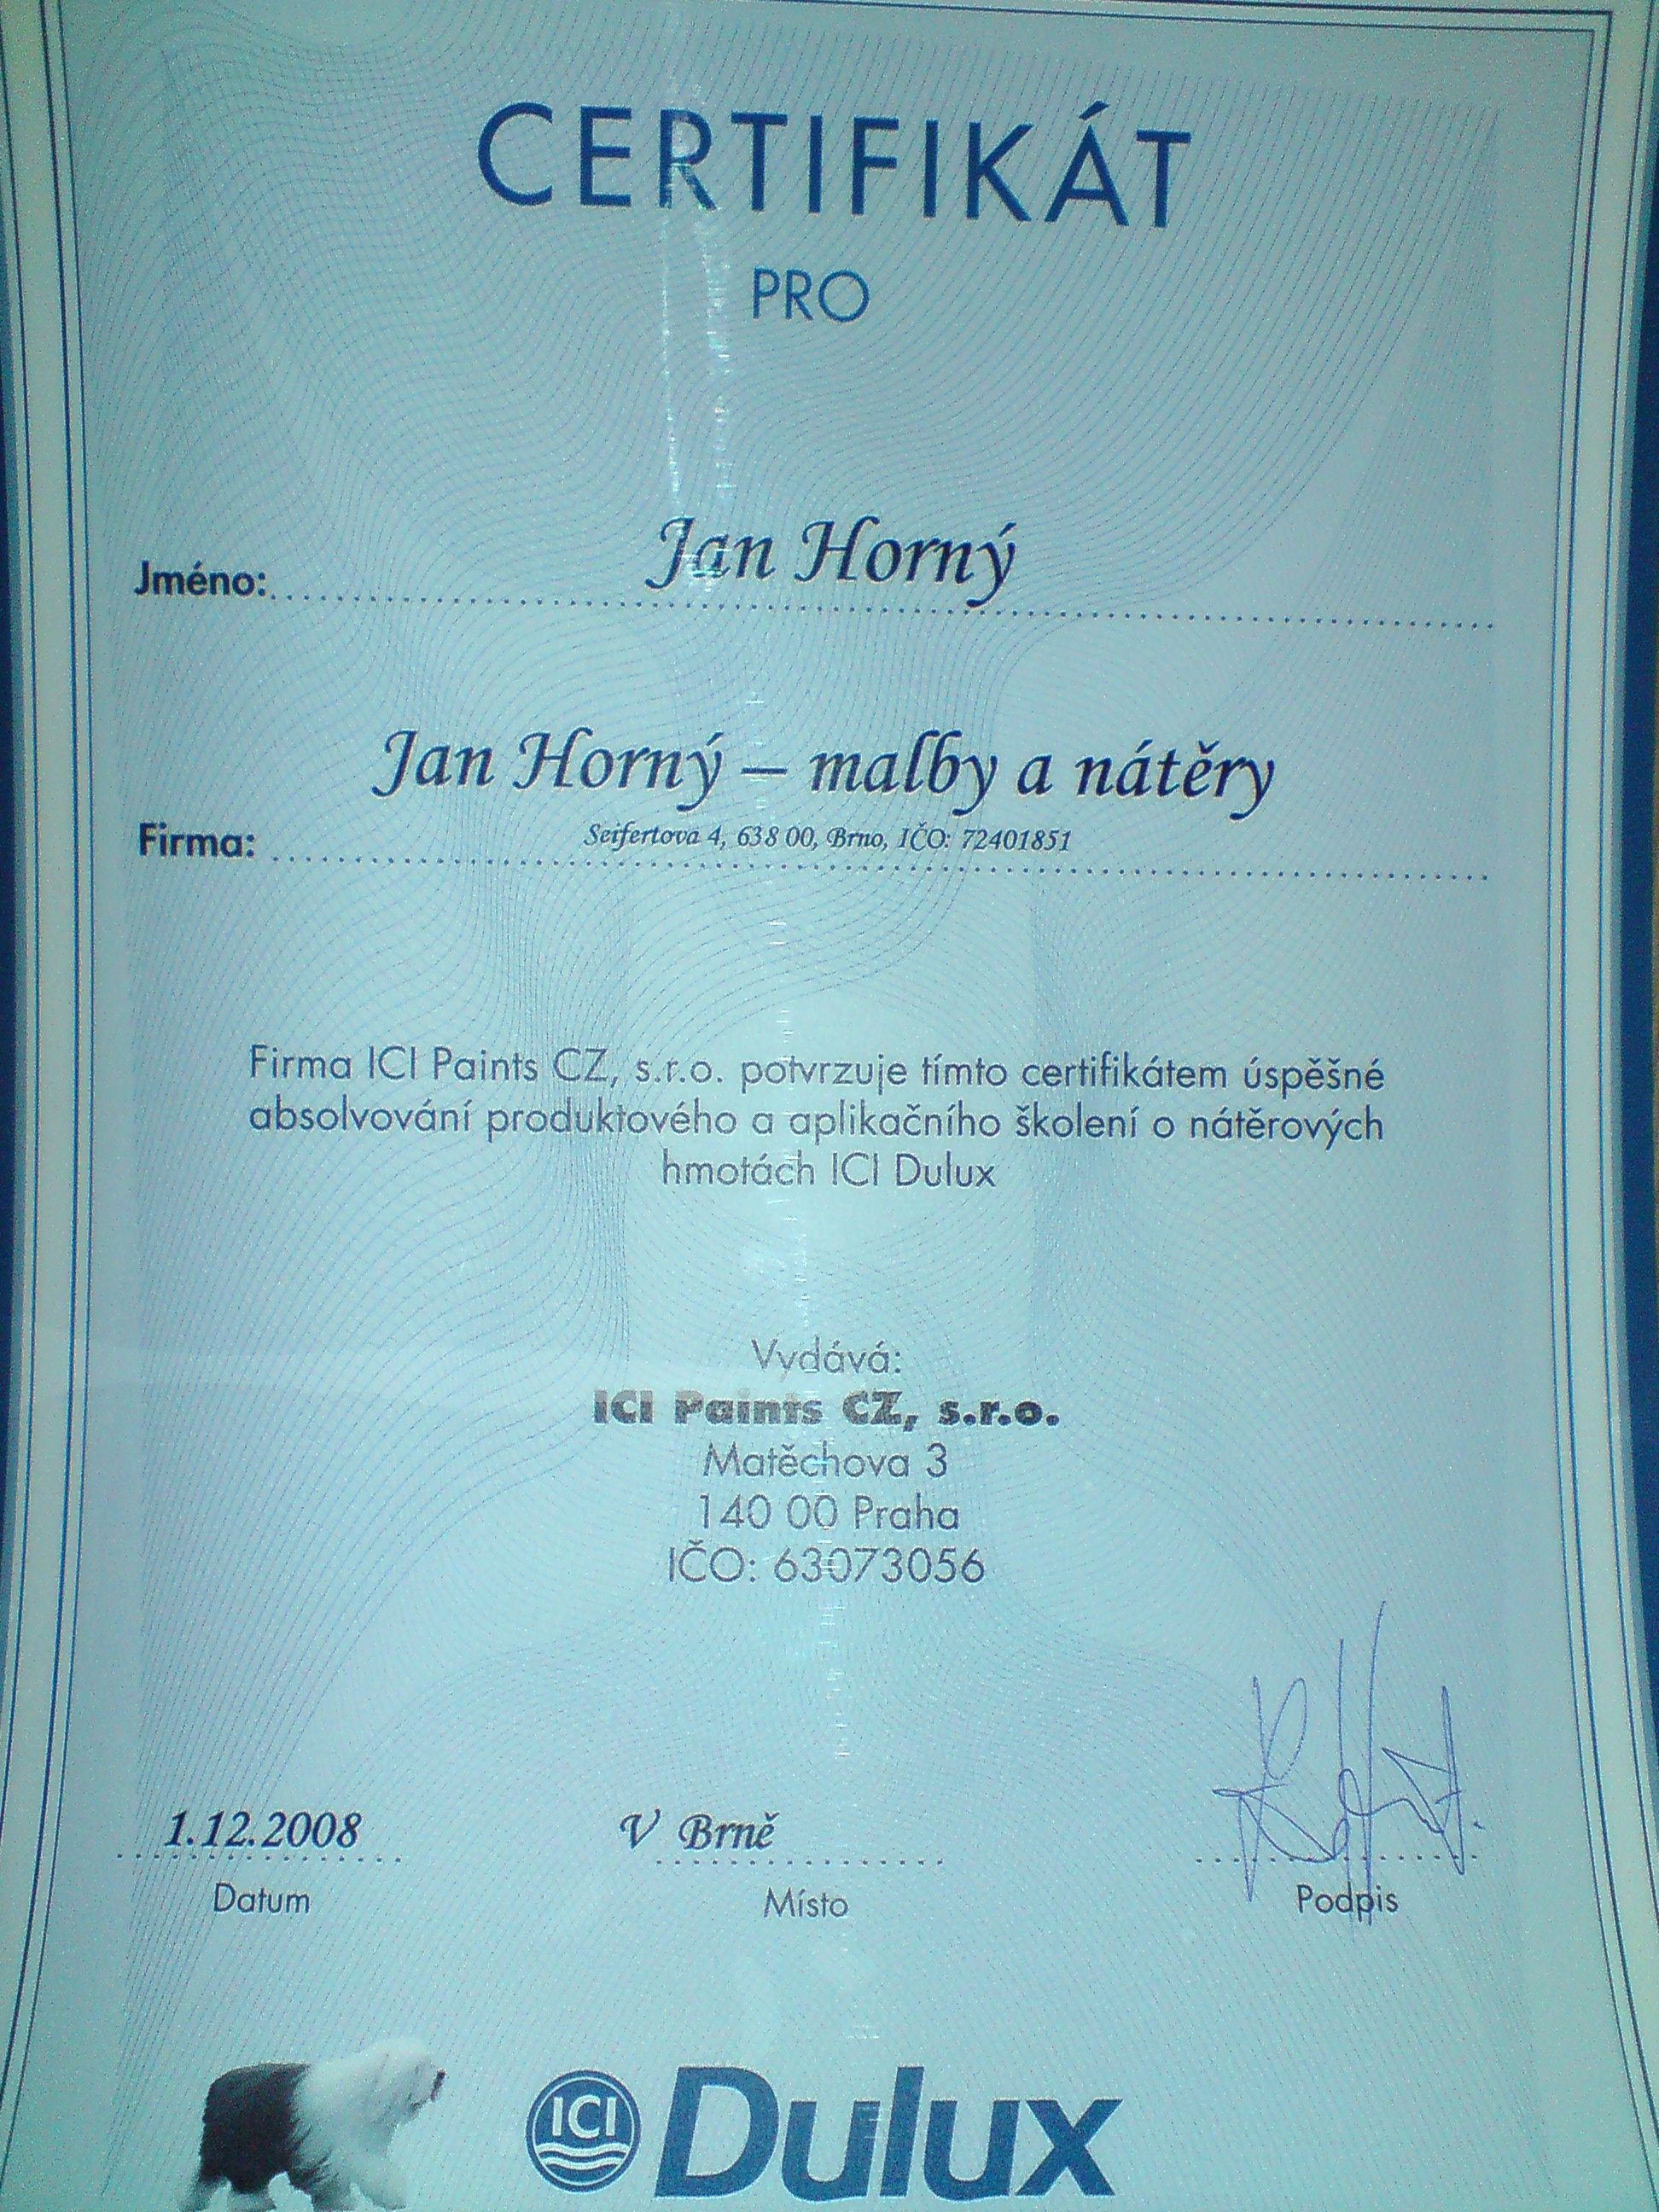 CERTIFIKÁT
PRO
Jméno: Jan Horný
Jan Horný – malby a nátěry
Firma: Seifertova 4, 638 00, Brno, IČO: 72401851
Firma ICI Paints CZ, s.r.o. potvrzuje tímto certifikátem úspěšné
absolvování produktového a aplikačního školení o nátěrových
hmotách ICI Dulux
Vydává:
ICI Paints CZ, s.r.o.
Matěchova 3
140 00 Praha
IČO: 63073056
1.12.2008 V Brně
Datum Místo Podpis
ICI Dulux